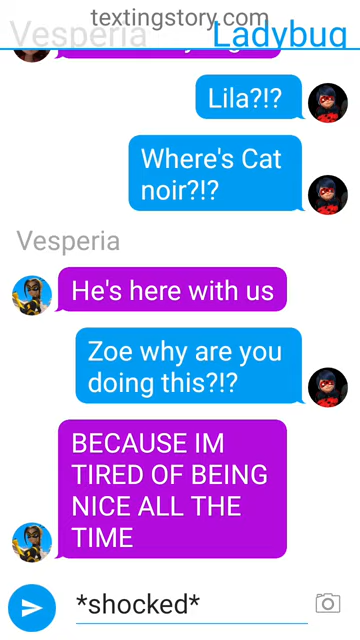 textingstory.com
Vesperia Ladybug
Lila?!?
Where's Cat
noir?!?
Vesperia
He's here with us
Zoe why are you
doing this?!?
BECAUSE IM
TIRED OF BEING
NICE ALL THE
TIME
*shocked*